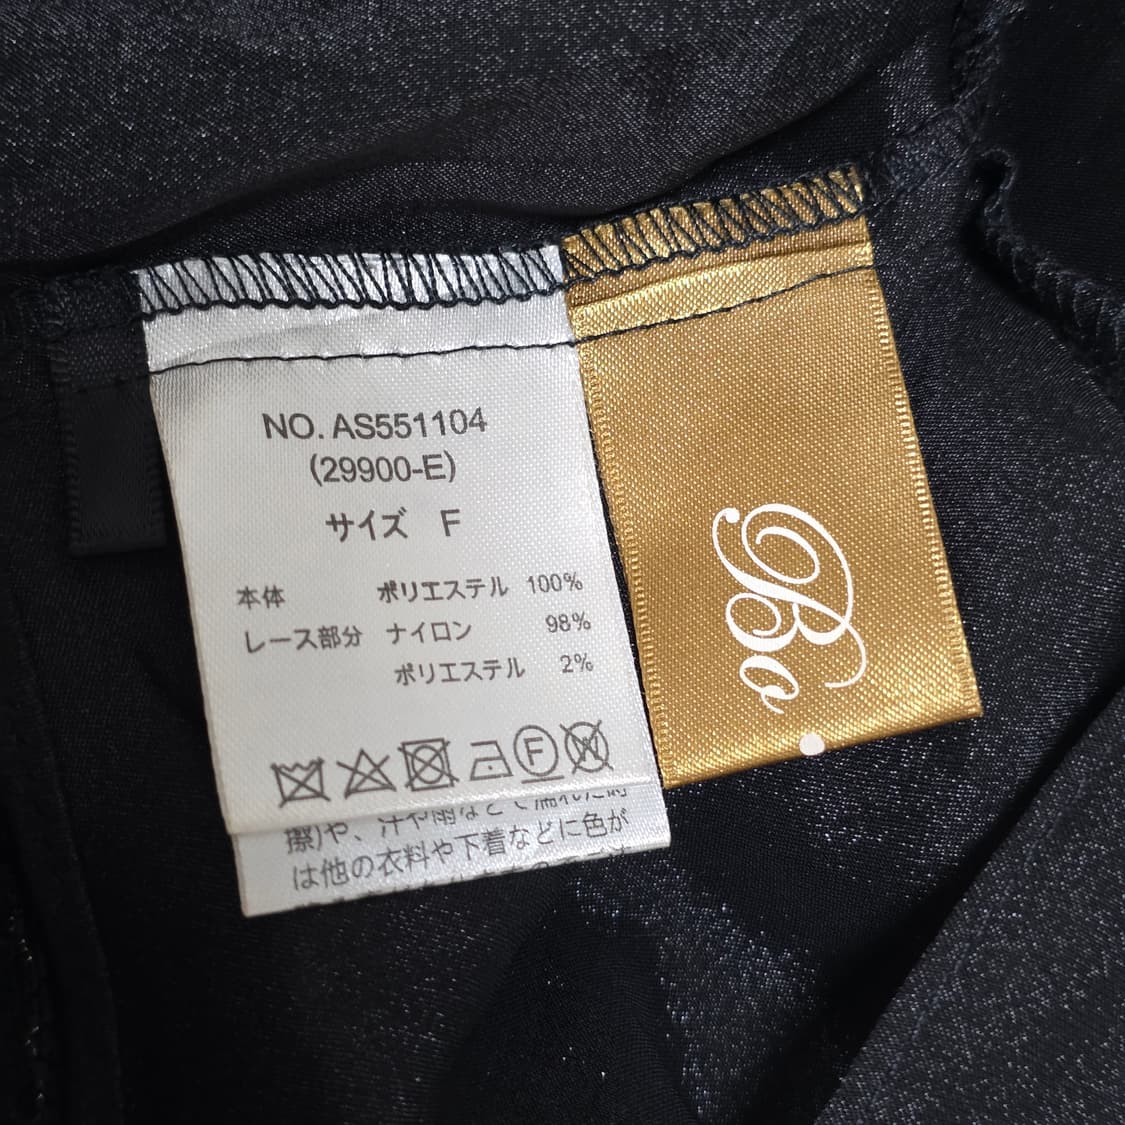 NO. AS551104
(29900-E)
サイズ F
本体 ポリエステル 100%
レース部分 ナイロン 98%
ポリエステル 2%
F
W
擦)や、汗や雨などで濡れた時
は他の衣料や下着などに色が
Bo